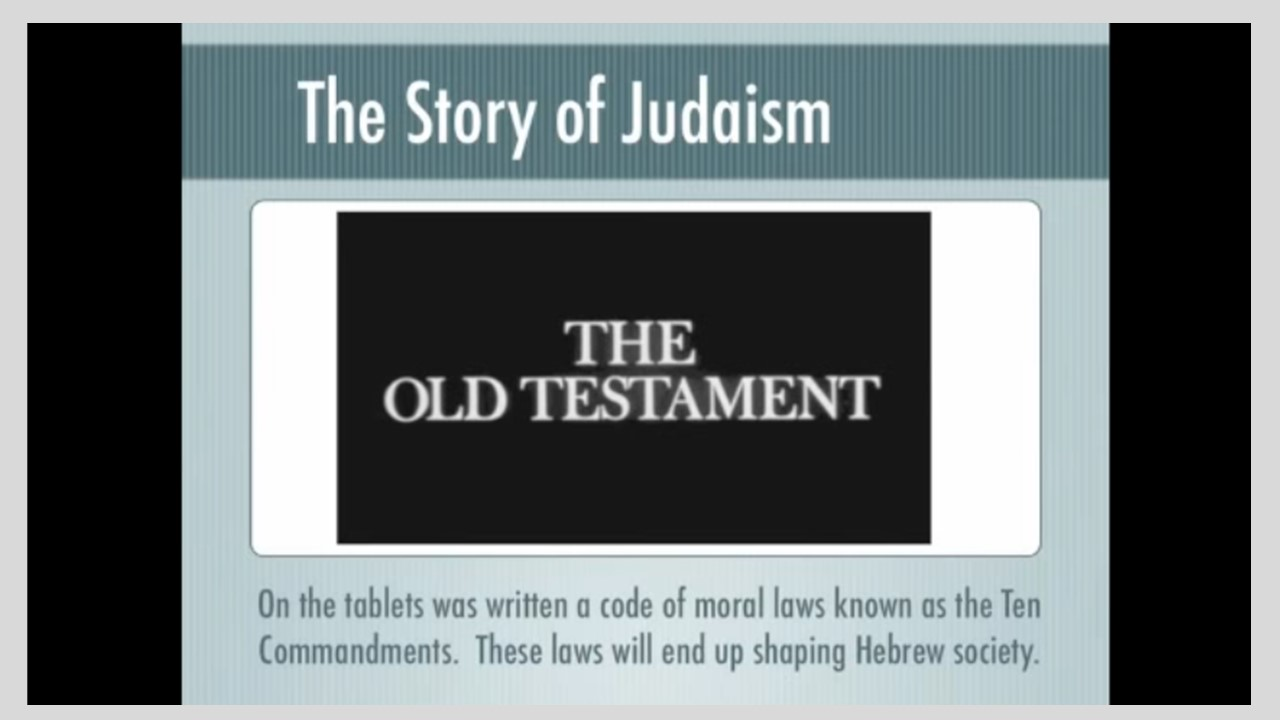 The Story of Judaism
THE
OLD TESTAMENT
On the tablets was written a code of moral laws known as the Ten
Commandments.  These laws will end up shaping Hebrew society.